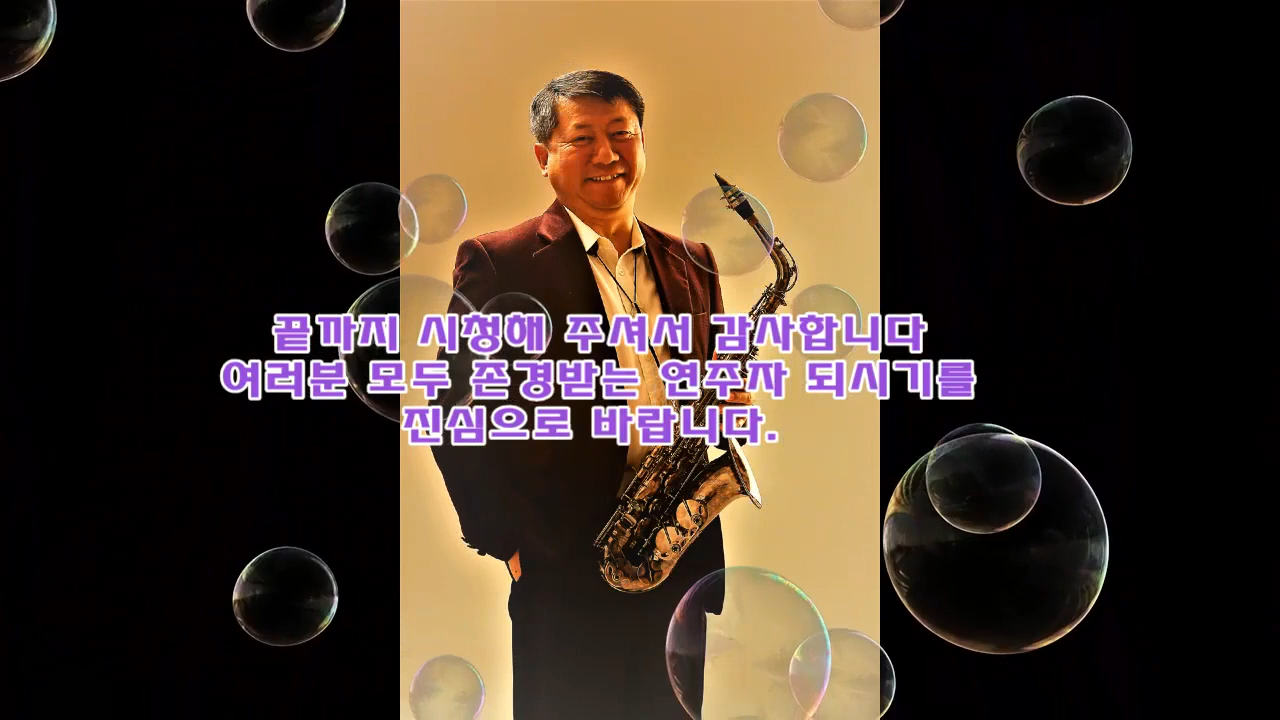 끝까지 시청해 주셔서 감사합니다
여러분 모두 존경받는 연주자 되시기를
진심으로 바랍니다.